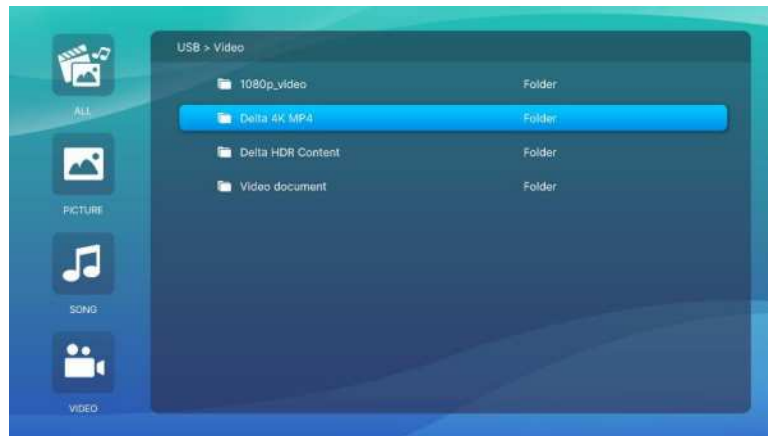 USB > Video
1080p_video Folder
Delta 4K MP4 Folder
Delta HDR Content Folder
Video document Folder
ALL
PICTURE
SONG
VIDEO